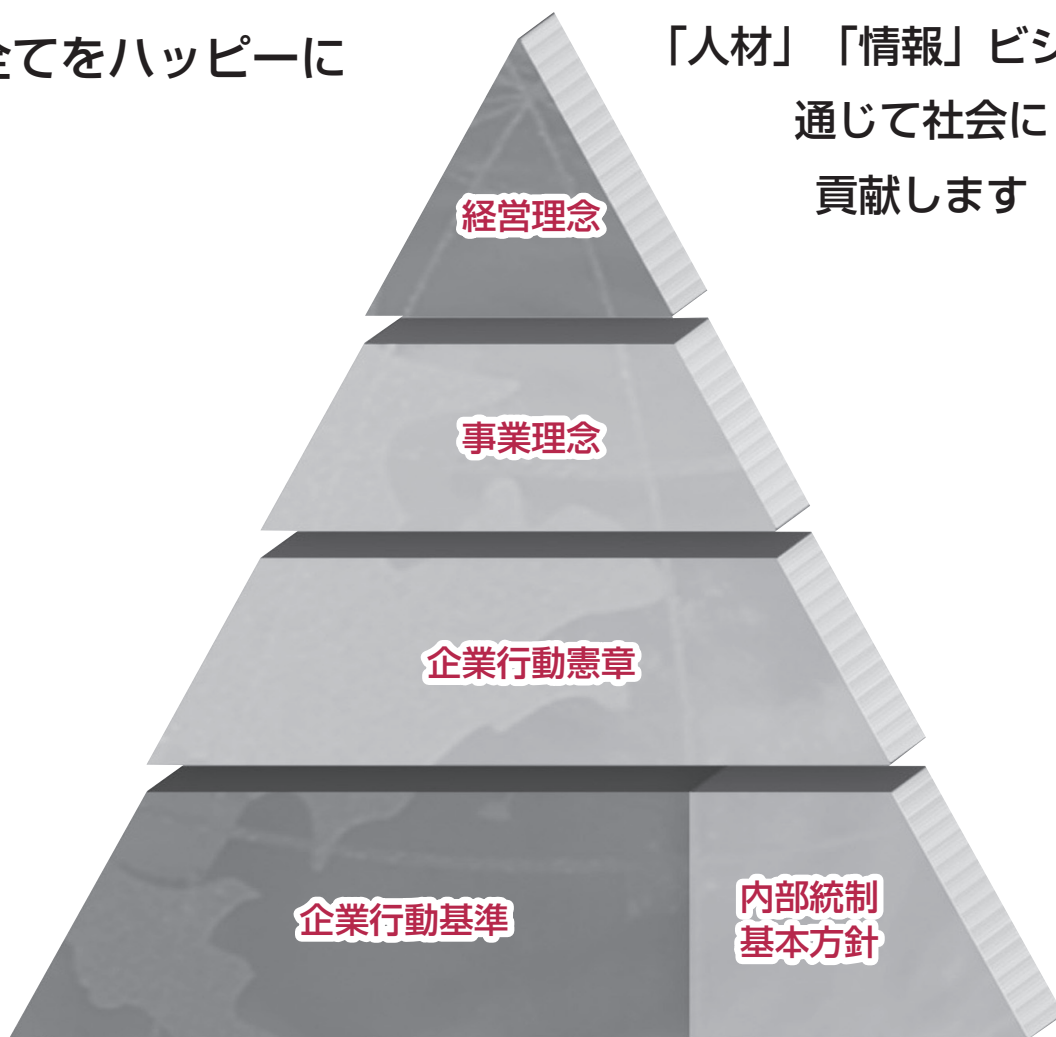 全てをハッピーに
「人材」「情報」ビジ
通じて社会に
貢献します
経営理念
事業理念
企業行動憲章
企業行動基準
内部統制
基本方針